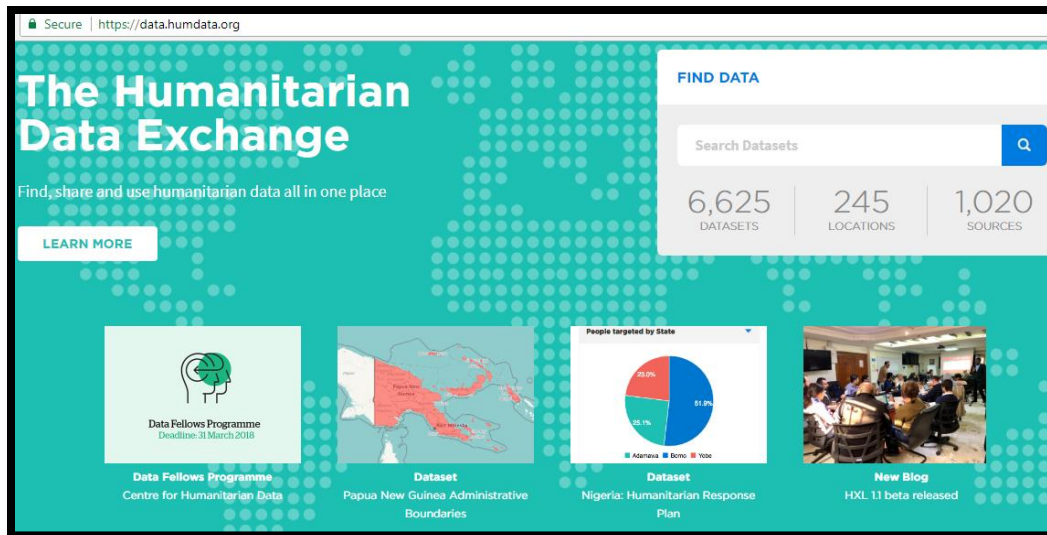 Secure | https://data.humdata.org
The Humanitarian
Data Exchange
Find, share and use humanitarian data all in one place
LEARN MORE
FIND DATA
Search Datasets
6,625
DATASETS
245
LOCATIONS
1,020
SOURCES
Data Fellows Programme
Deadline: 31 March 2018
Data Fellows Programme
Centre for Humanitarian Data
Papua New
Guinea
Dataset
Papua New Guinea Administrative
Boundaries
People targeted by State
23.0%
51.9%
25.1%
Adamawa Borno Yobe
Dataset
Nigeria: Humanitarian Response
Plan
New Blog
HXL 1.1 beta released